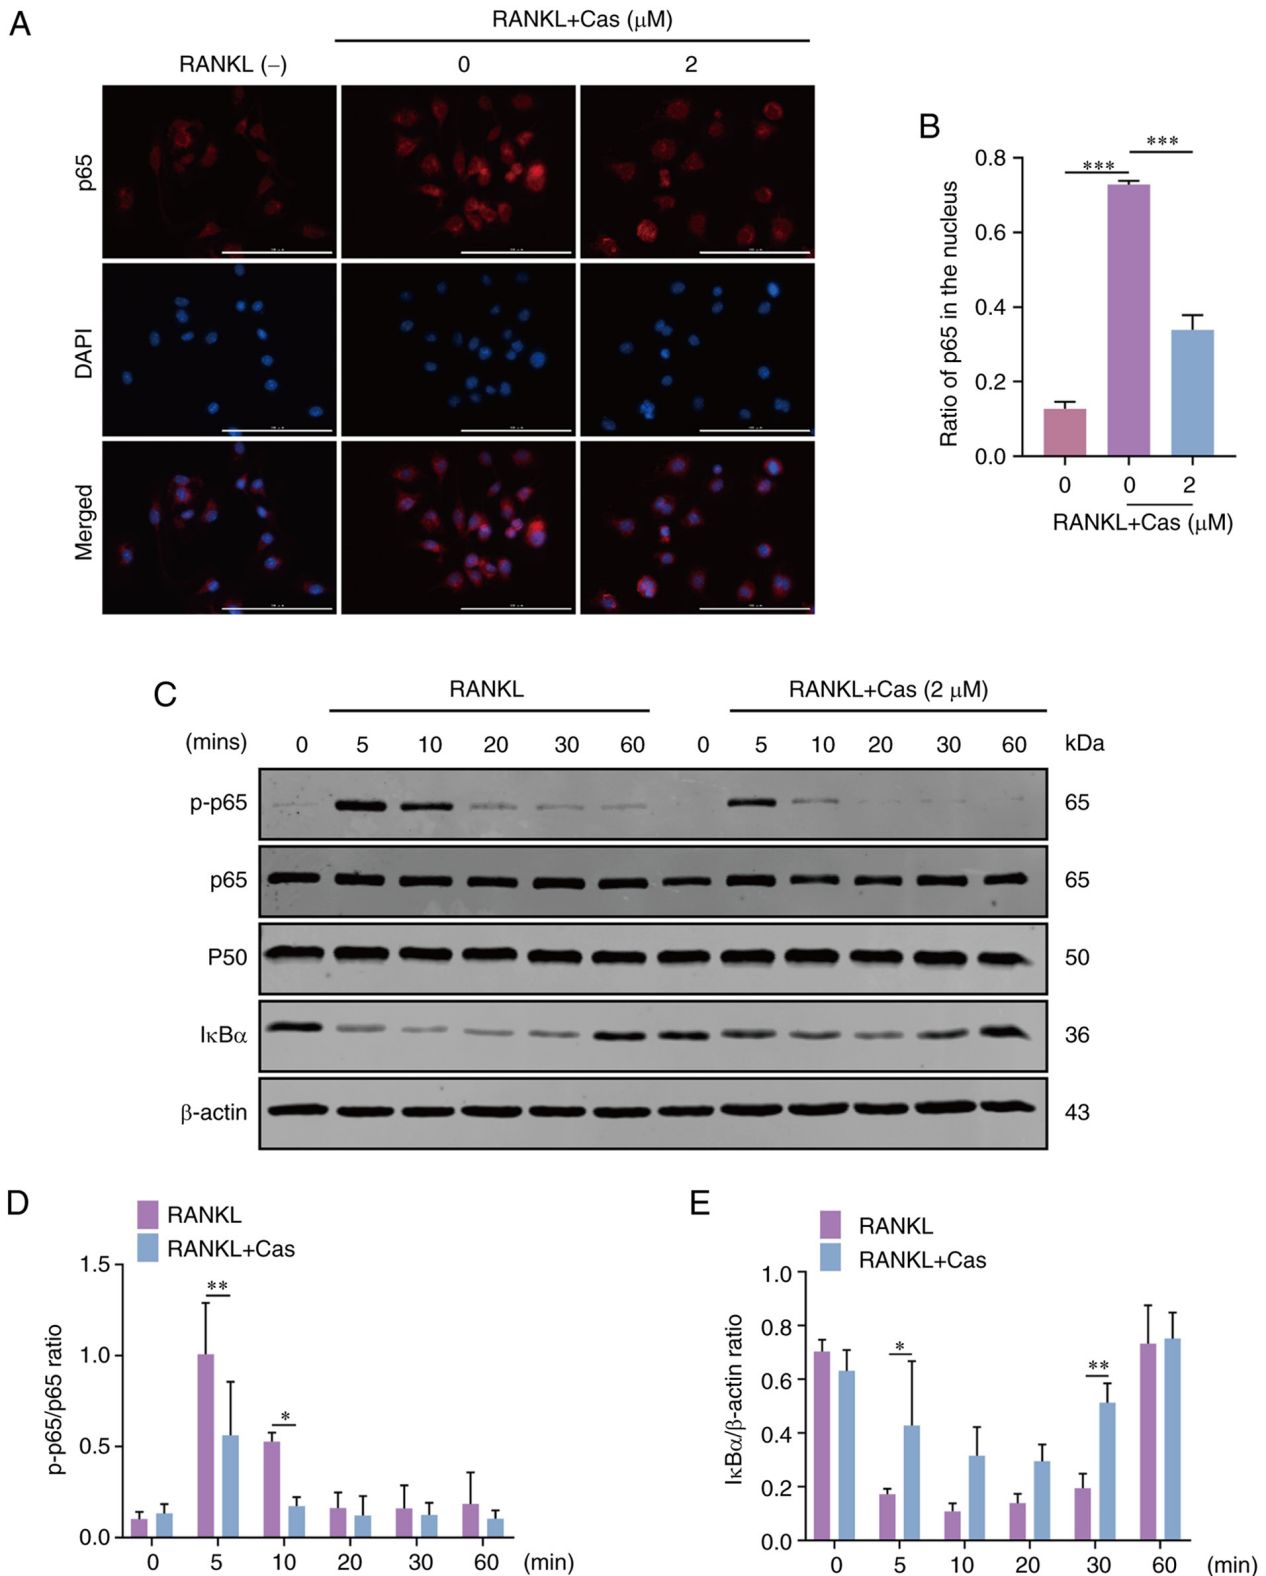 A
RANKL+Cas (μM)
RANKL (–) 0 2
p65
DAPI
Merged
B
Ratio of p65 in the nucleus
0.8
0.6
0.4
0.2
0.0
*** ***
0 0 2
RANKL+Cas (μM)
C
RANKL RANKL+Cas (2 μM)
(mins) 0 5 10 20 30 60 0 5 10 20 30 60 kDa
p-p65 65
p65 65
P50 50
IκBα 36
β-actin 43
D
RANKL
RANKL+Cas
p-p65/p65 ratio
1.5
1.0
0.5
0.0
** *
0 5 10 20 30 60 (min)
E
RANKL
RANKL+Cas
IκBα/β-actin ratio
1.0
0.8
0.6
0.4
0.2
0.0
* **
0 5 10 20 30 60 (min)